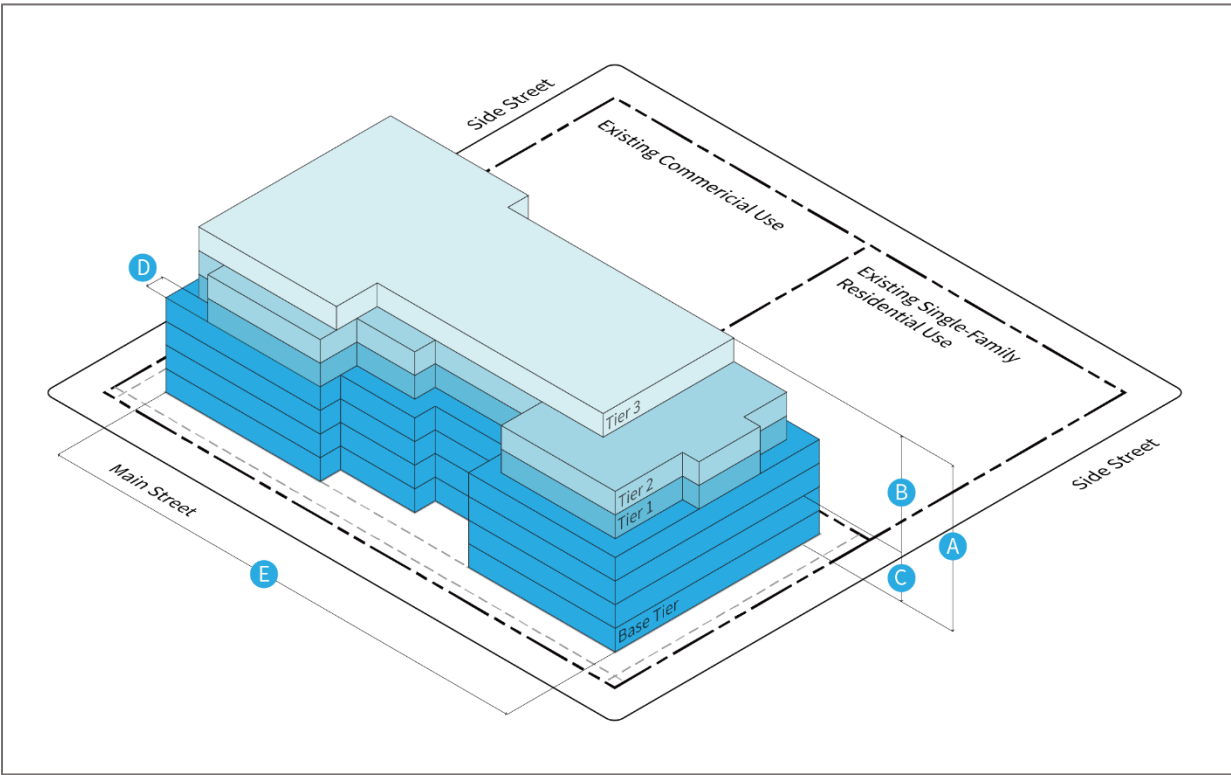 Side Street
Existing Commericial Use
Existing Single-Family
Residential Use
D
Tier 3
Tier 2
Tier 1
Base Tier
Main Street
E
B
A
C
Side Street